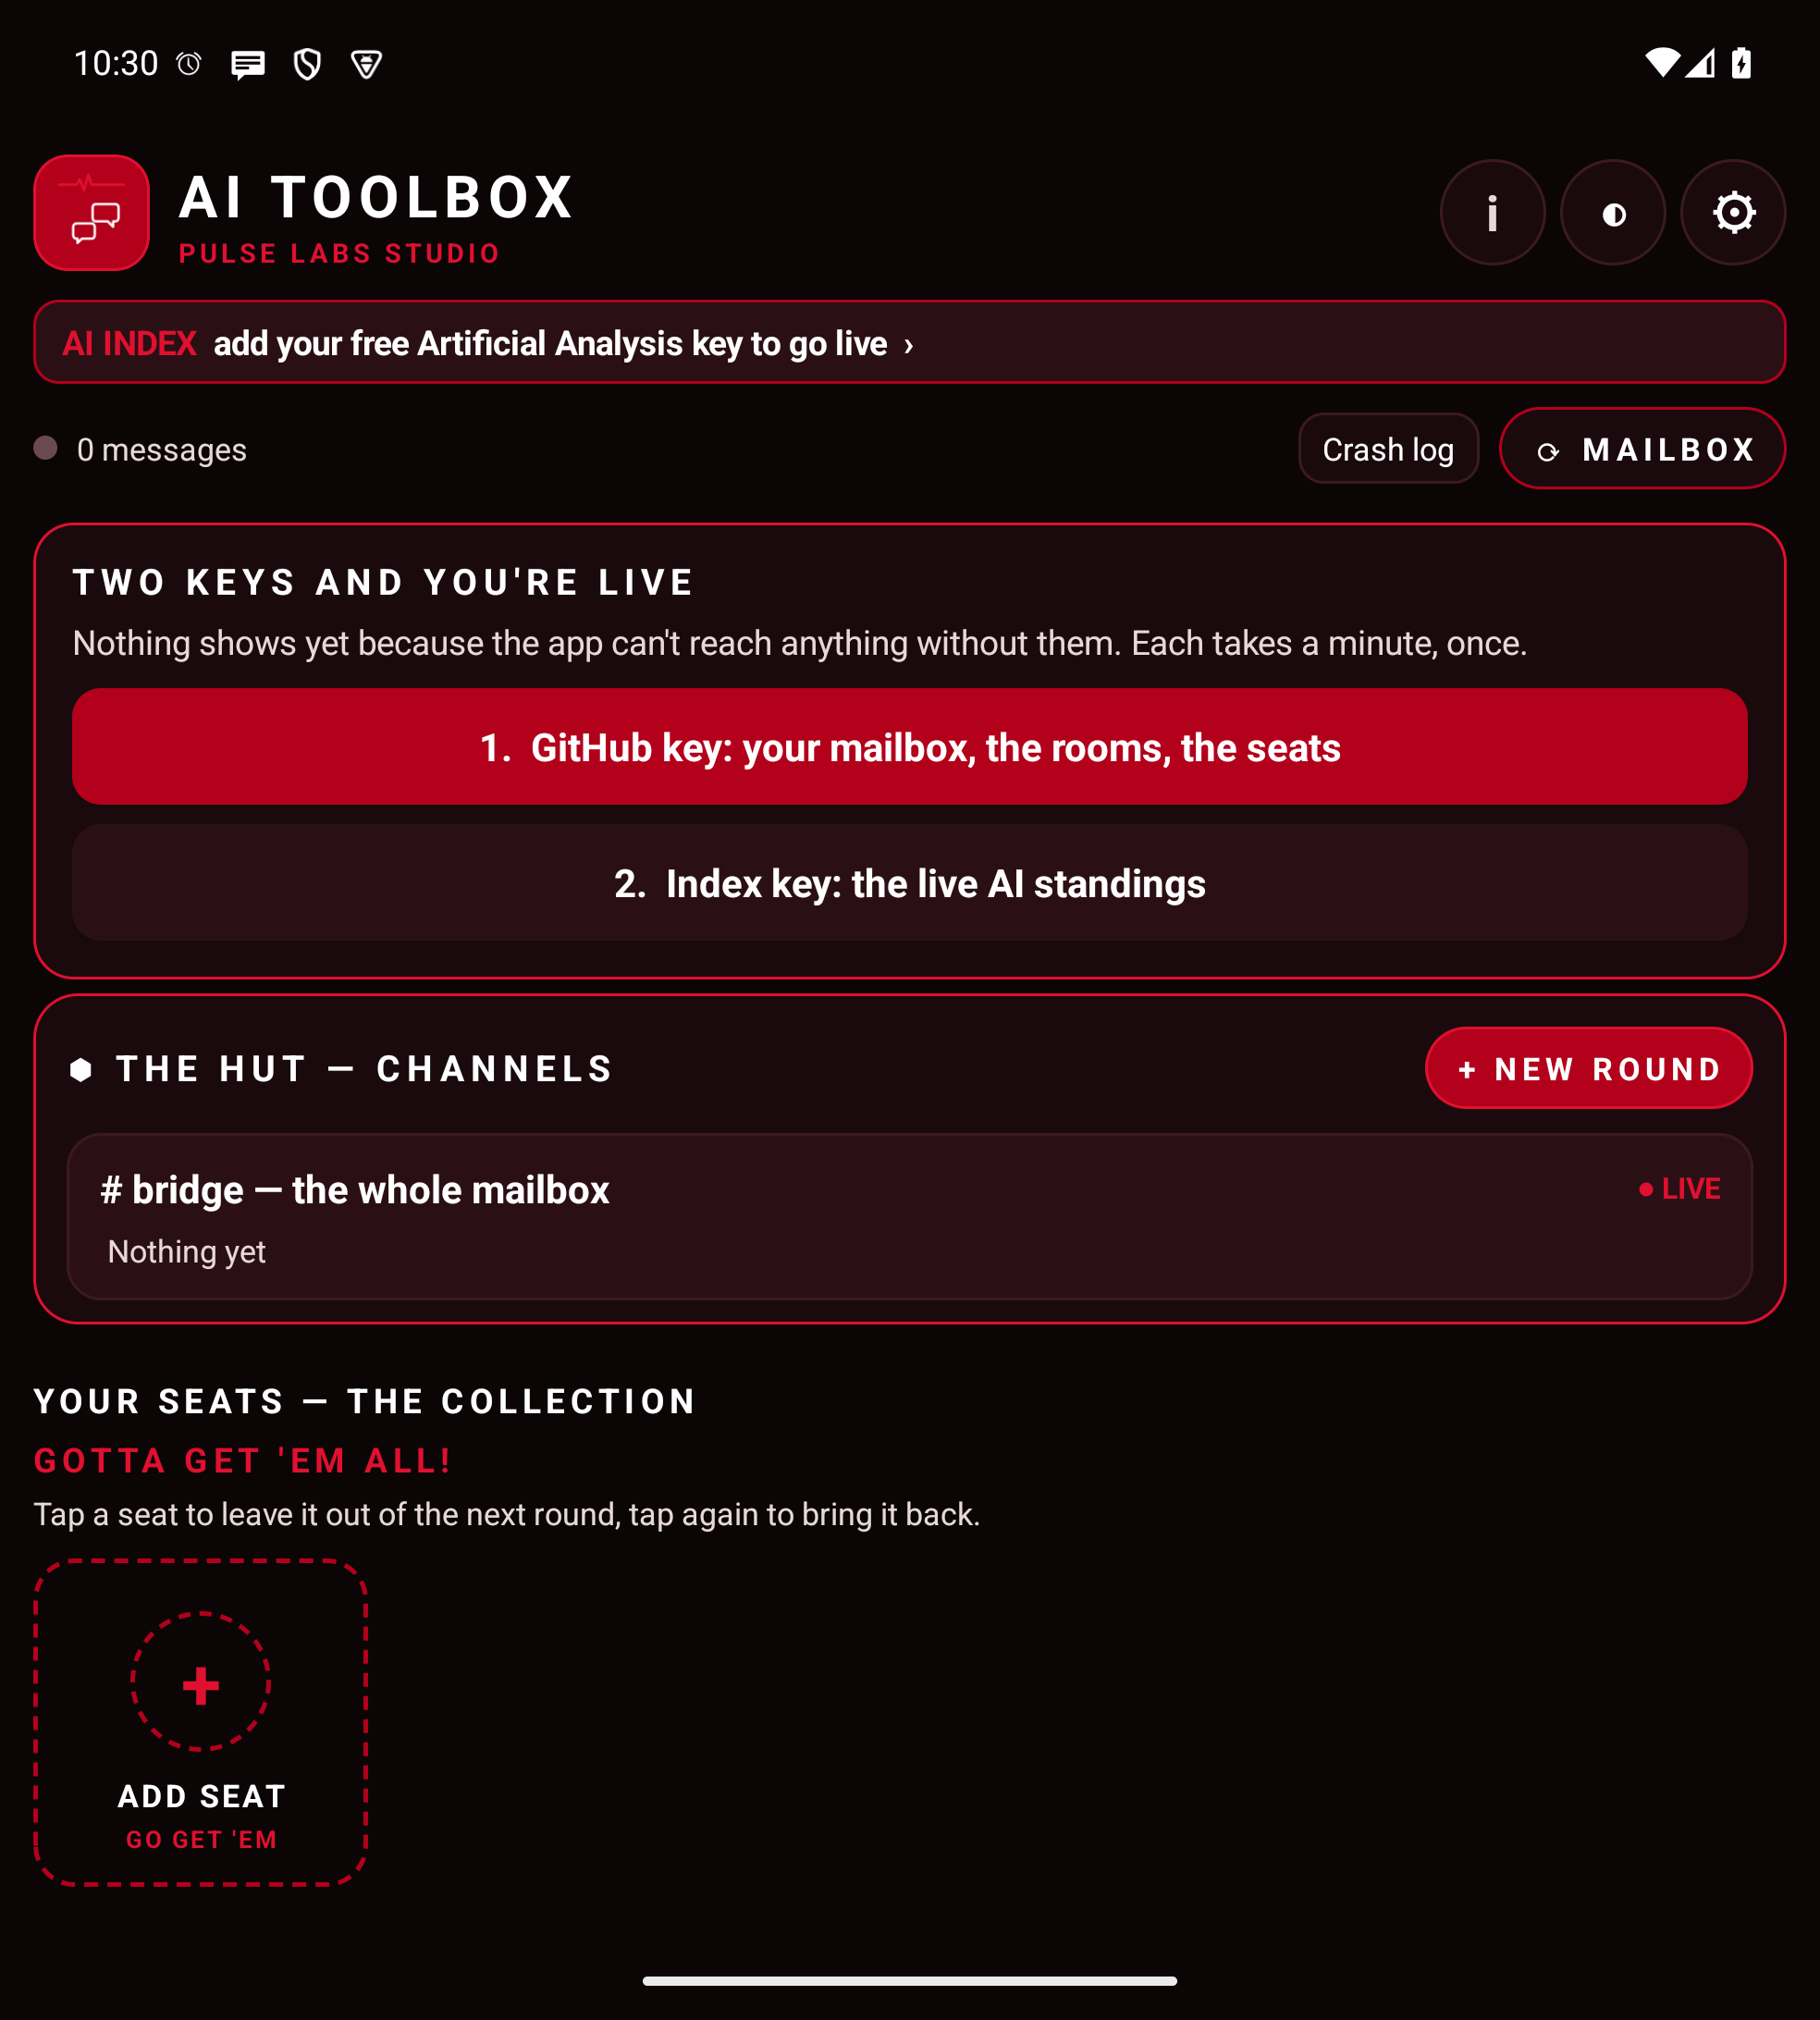 10:30
AI TOOLBOX
PULSE LABS STUDIO
i
AI INDEX add your free Artificial Analysis key to go live ›
0 messages
Crash log
⟳ MAILBOX
TWO KEYS AND YOU'RE LIVE
Nothing shows yet because the app can't reach anything without them. Each takes a minute, once.
1. GitHub key: your mailbox, the rooms, the seats
2. Index key: the live AI standings
⬢ THE HUT — CHANNELS
+ NEW ROUND
# bridge — the whole mailbox
● LIVE
Nothing yet
YOUR SEATS — THE COLLECTION
GOTTA GET 'EM ALL!
Tap a seat to leave it out of the next round, tap again to bring it back.
+
ADD SEAT
GO GET 'EM